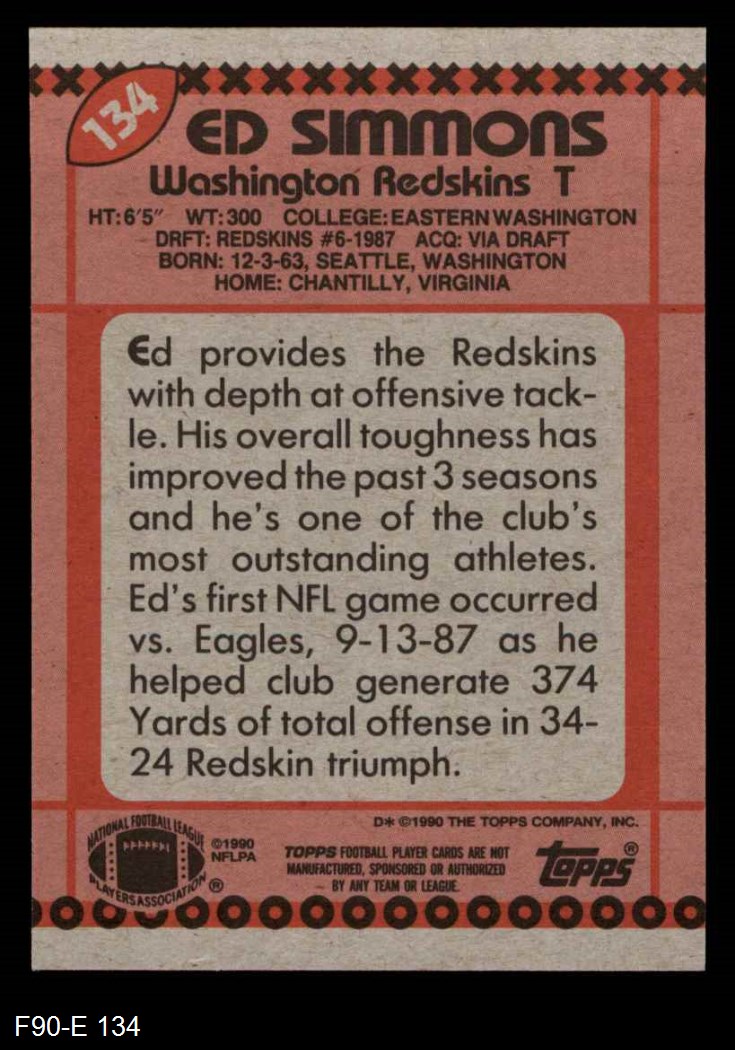 134
ED SIMMONS
Washington Redskins T
HT: 6'5" WT: 300 COLLEGE: EASTERN WASHINGTON
DRFT: REDSKINS #6-1987 ACQ: VIA DRAFT
BORN: 12-3-63, SEATTLE, WASHINGTON
HOME: CHANTILLY, VIRGINIA
Ed provides the Redskins
with depth at offensive tack-
le. His overall toughness has
improved the past 3 seasons
and he's one of the club's
most outstanding athletes.
Ed's first NFL game occurred
vs. Eagles, 9-13-87 as he
helped club generate 374
Yards of total offense in 34-
24 Redskin triumph.
D* ©1990 THE TOPPS COMPANY, INC.
NATIONAL FOOTBALL LEAGUE
PLAYERS ASSOCIATION ®
©1990
NFLPA
TOPPS FOOTBALL PLAYER CARDS ARE NOT
MANUFACTURED, SPONSORED OR AUTHORIZED
BY ANY TEAM OR LEAGUE.
Topps®
F90-E 134